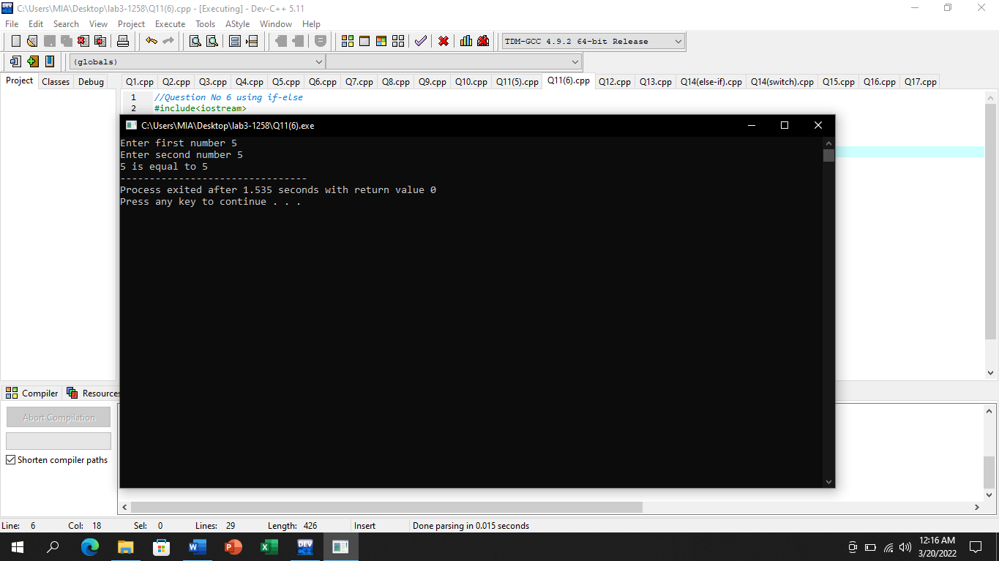 C:\Users\MIA\Desktop\lab3-1258\Q11(6).cpp - [Executing] - Dev-C++ 5.11
File Edit Search View Project Execute Tools AStyle Window Help
TDM-GCC 4.9.2 64-bit Release
(globals)
Project Classes Debug Q1.cpp Q2.cpp Q3.cpp Q4.cpp Q5.cpp Q6.cpp Q7.cpp Q8.cpp Q9.cpp Q10.cpp Q11(5).cpp Q11(6).cpp Q12.cpp Q13.cpp Q14(else-if).cpp Q14(switch).cpp Q15.cpp Q16.cpp Q17.cpp
1 //Question No 6 using if-else
2 #include<iostream>
C:\Users\MIA\Desktop\lab3-1258\Q11(6).exe
Enter first number 5
Enter second number 5
5 is equal to 5
--------------------------------
Process exited after 1.535 seconds with return value 0
Press any key to continue . . .
Compiler Resources
Abort Compilation
Shorten compiler paths
Line: 6 Col: 18 Sel: 0 Lines: 29 Length: 426 Insert Done parsing in 0.015 seconds
12:16 AM
3/20/2022